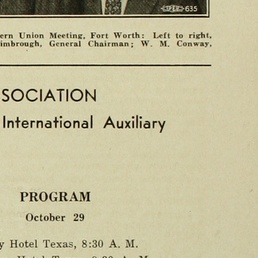 635
ern Union Meeting, Fort Worth: Left to right,
imbrough, General Chairman; W. M. Conway,
SOCIATION
International Auxiliary
PROGRAM
October 29
y Hotel Texas, 8:30 A. M.